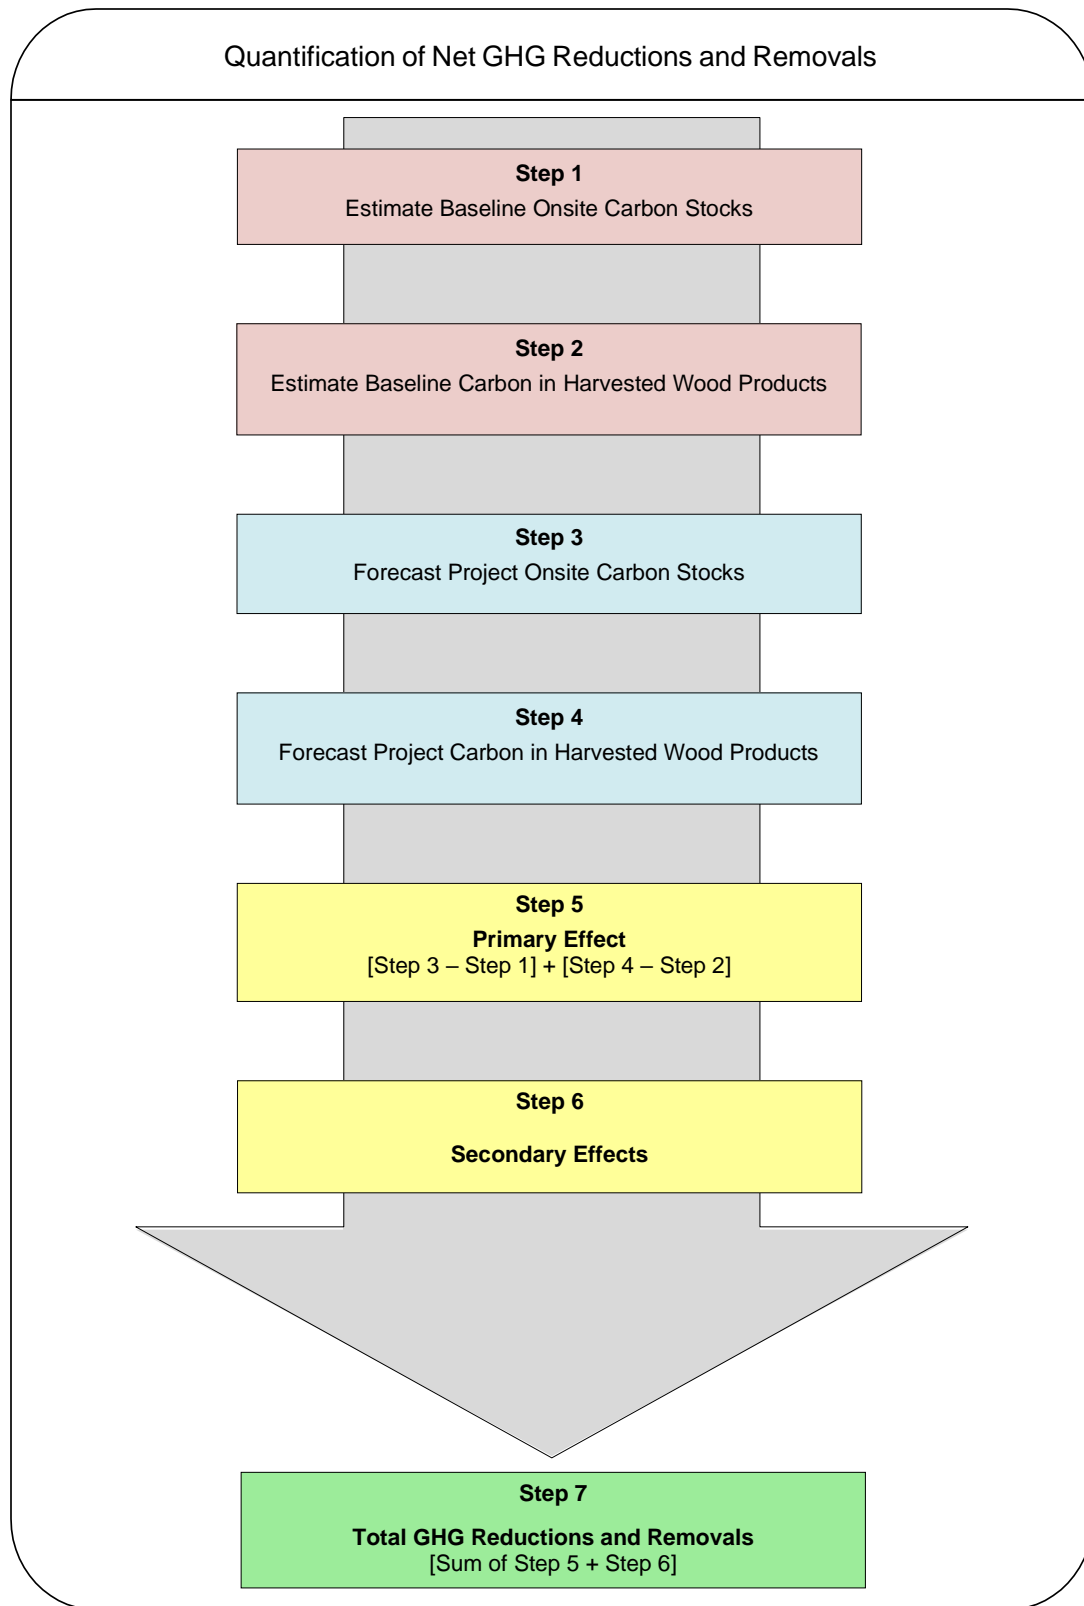 Quantification of Net GHG Reductions and Removals
Step 1
Estimate Baseline Onsite Carbon Stocks
Step 2
Estimate Baseline Carbon in Harvested Wood Products
Step 3
Forecast Project Onsite Carbon Stocks
Step 4
Forecast Project Carbon in Harvested Wood Products
Step 5
Primary Effect
[Step 3 – Step 1] + [Step 4 – Step 2]
Step 6
Secondary Effects
Step 7
Total GHG Reductions and Removals
[Sum of Step 5 + Step 6]